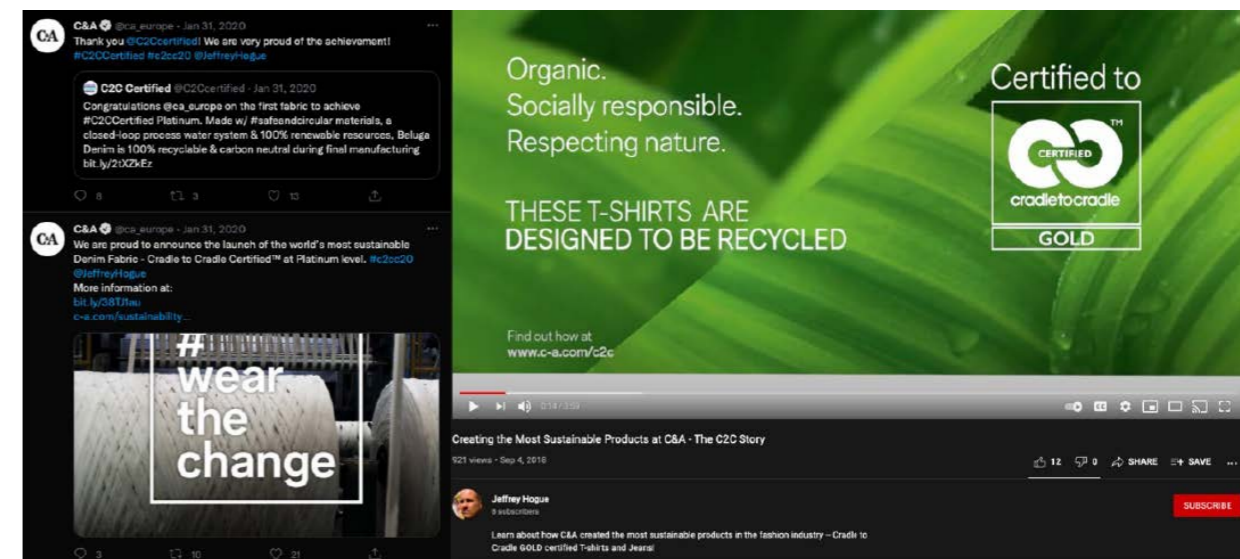 C&A @ca_europe · Jan 31, 2020
Thank you @C2Ccertified! We are very proud of the achievement!
#C2CCertified #c2cc20 @JeffreyHogue
C2C Certified @C2Ccertified · Jan 31, 2020
Congratulations @ca_europe on the first fabric to achieve
#C2CCertified Platinum. Made w/ #safeandcircular materials, a
closed-loop process water system & 100% renewable resources, Beluga
Denim is 100% recyclable & carbon neutral during final manufacturing
bit.ly/2tXZkEz
8 3 13
C&A @ca_europe · Jan 31, 2020
We are proud to announce the launch of the world's most sustainable
Denim Fabric - Cradle to Cradle Certified™ at Platinum level. #c2cc20
@JeffreyHogue
More information at:
c-a.com/sustainability...
#
wear
the
change
3 10 21
Organic.
Socially responsible.
Respecting nature.
THESE T-SHIRTS ARE
DESIGNED TO BE RECYCLED
Find out how at
www.c-a.com/c2c
Certified to
TM
CERTIFIED
cradletocradle
GOLD
0:14 / 3:59
Creating the Most Sustainable Products at C&A - The C2C Story
921 views · Sep 4, 2018
12 0 SHARE SAVE ...
Jeffrey Hogue
SUBSCRIBE
Learn about how C&A created the most sustainable products in the fashion industry – Cradle to
Cradle GOLD certified T-shirts and Jeans!